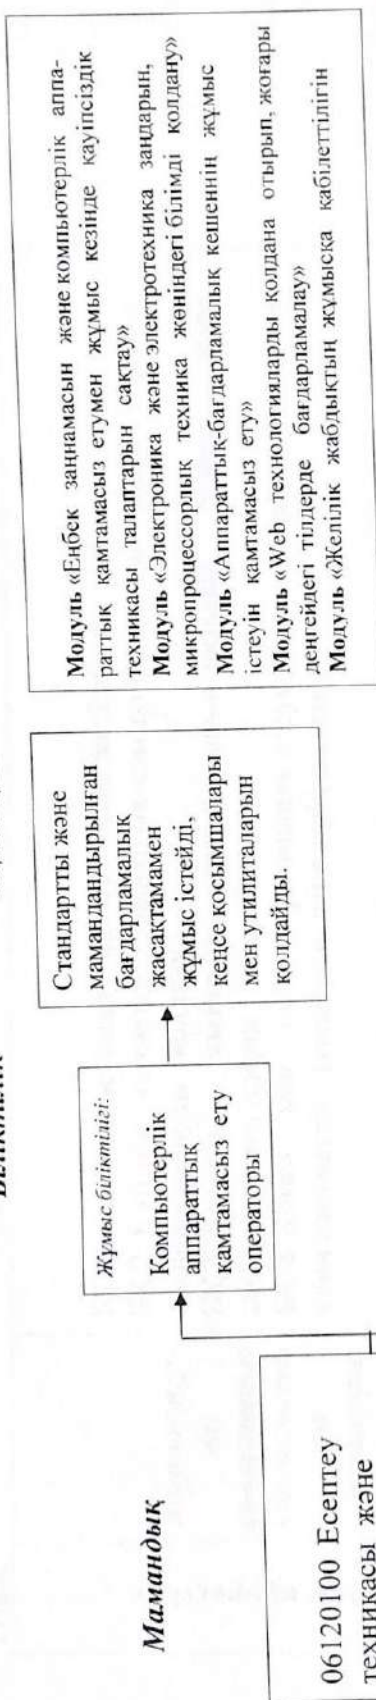 Мамандық
06120100 Есептеу
техникасы және
Жұмыс біліктілігі:
Компьютерлік
аппараттық
қамтамасыз ету
операторы
Стандартты және
мамандандырылған
бағдарламалық
жасақтамамен
жұмыс істейді,
кеңсе қосымшалары
мен утилиталарын
қолдайды.
Модуль «Еңбек заңнамасын және компьютерлік аппа-
раттық қамтамасыз етумен жұмыс кезінде қауіпсіздік
техникасы талаптарын сақтау»
Модуль «Электроника және электротехника заңдарын,
микропроцессорлық техника жөніндегі білімді қолдану»
Модуль «Аппараттық-бағдарламалық кешеннің жұмыс
істеуін қамтамасыз ету»
Модуль «Web технологияларды қолдана отырып, жоғары
деңгейдегі тілдерде бағдарламалау»
Модуль «Желілік жабдықтың жұмысқа қабілеттілігін